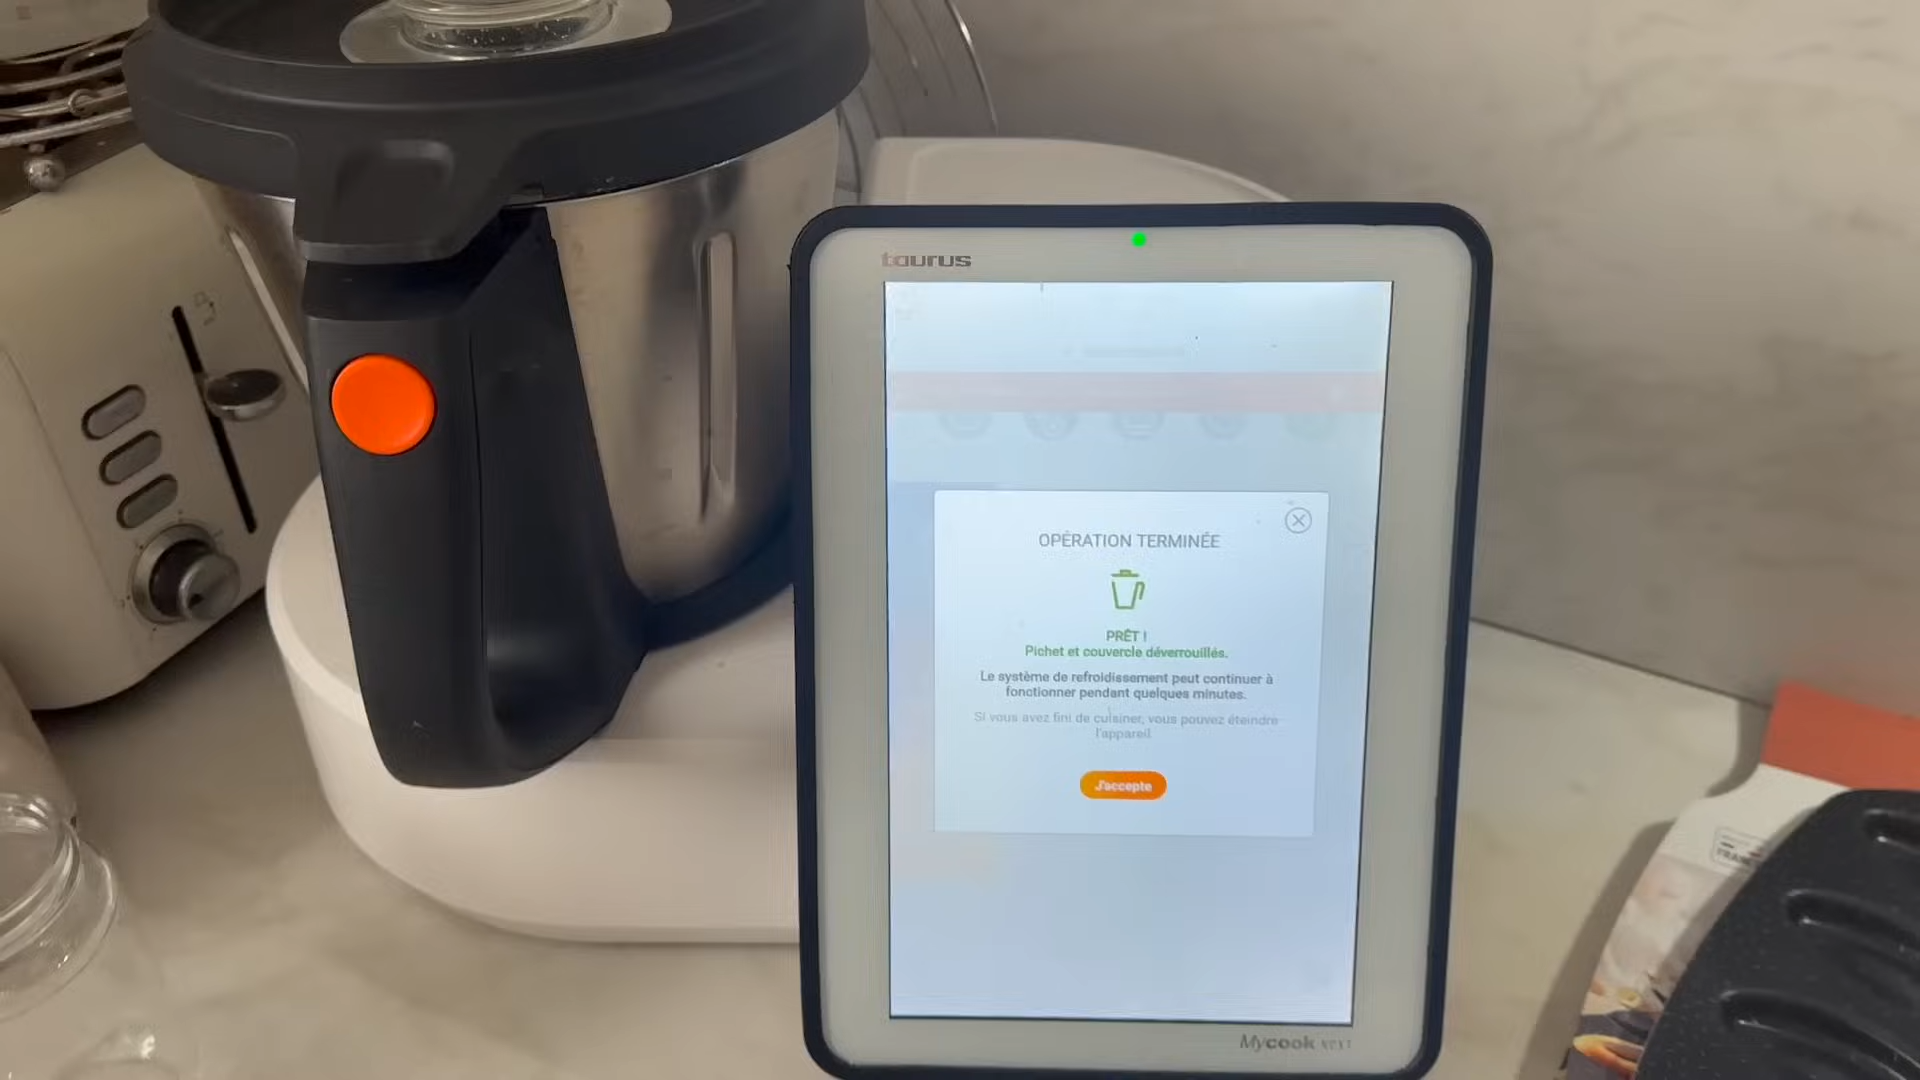 taurus
OPÉRATION TERMINÉE
PRÊT !
Pichet et couvercle déverrouillés.
Le système de refroidissement peut continuer à
fonctionner pendant quelques minutes.
Si vous avez fini de cuisiner, vous pouvez éteindre
l'appareil
J'accepte
Mycook NEXT